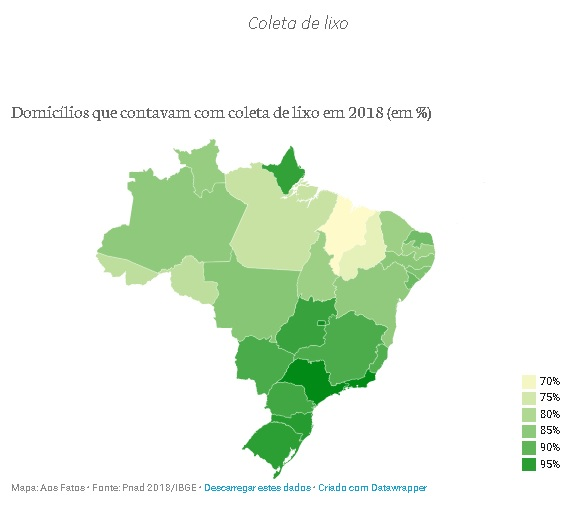 Coleta de lixo
Domicílios que contavam com coleta de lixo em 2018 (em %)
70%
75%
80%
85%
90%
95%
Mapa: Aos Fatos • Fonte: Pnad 2018/IBGE • Descarregar estes dados • Criado com Datawrapper